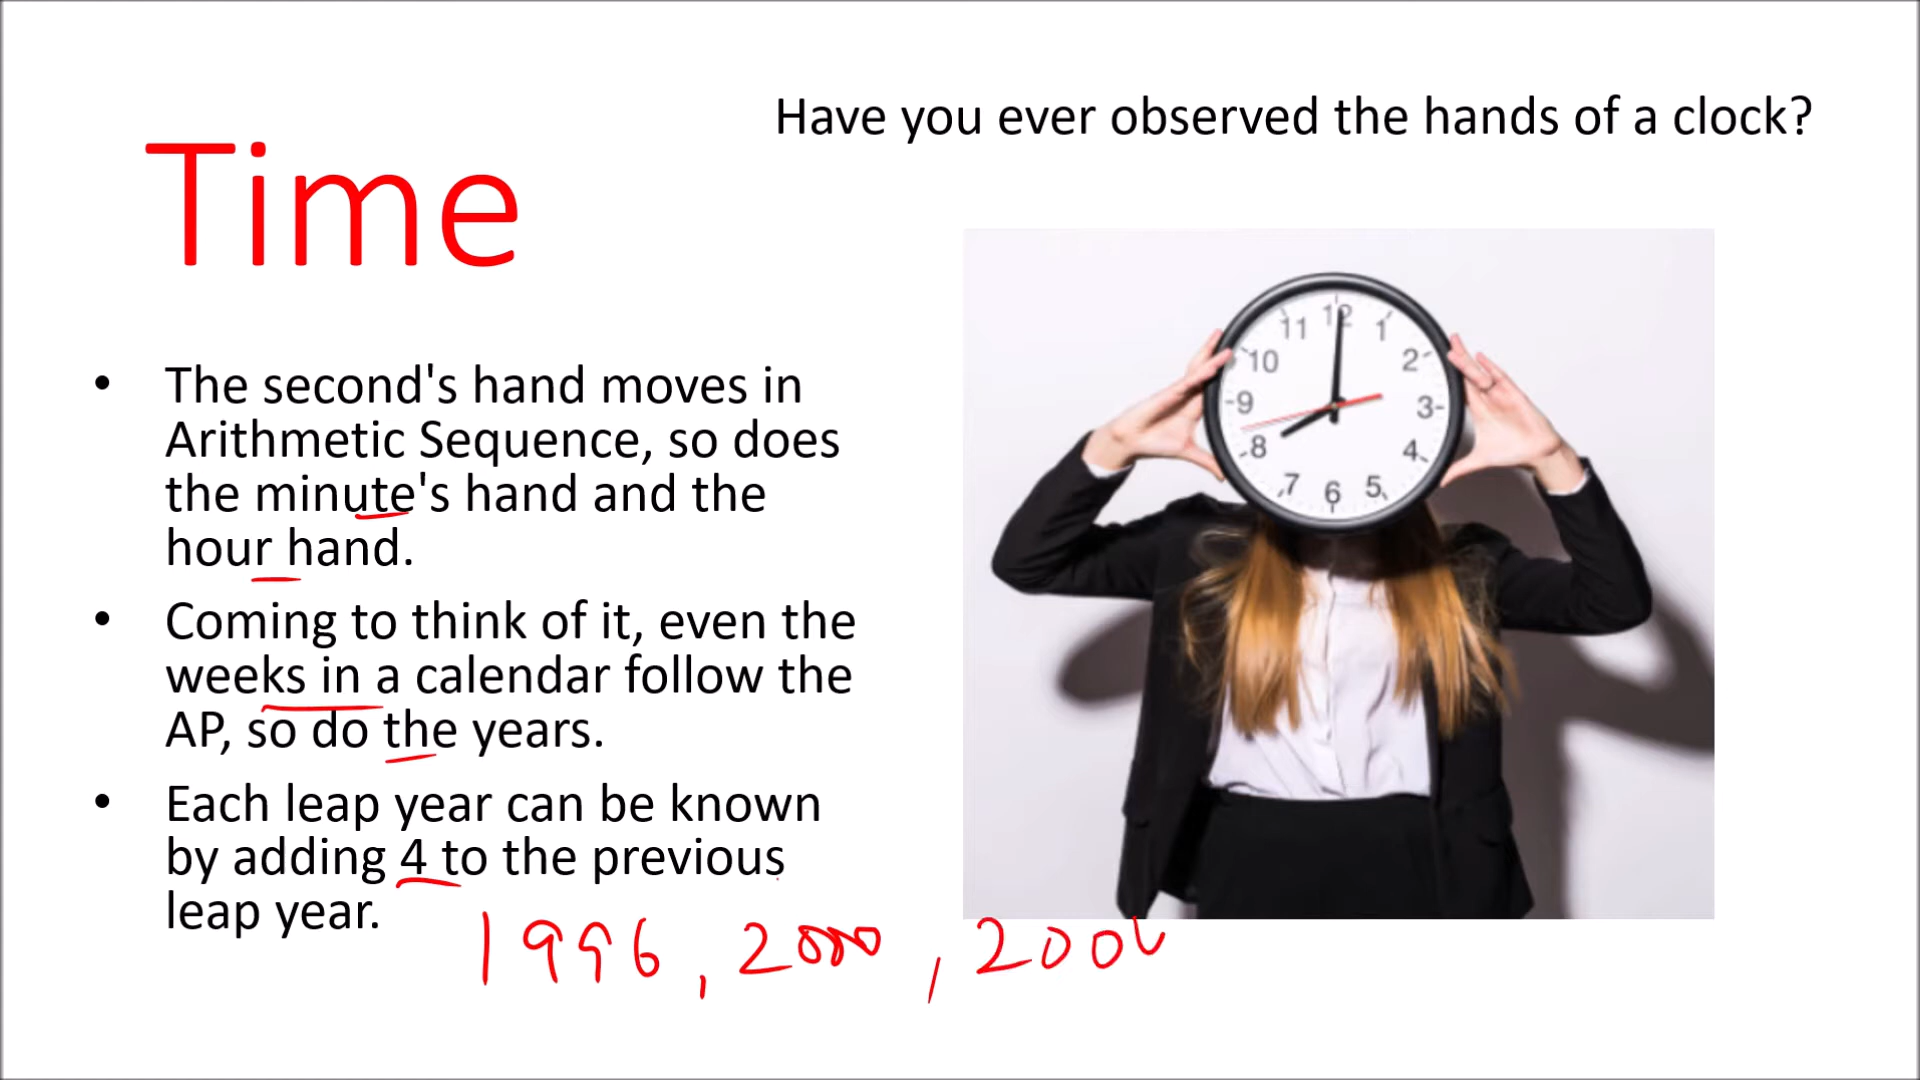 Have you ever observed the hands of a clock?
Time
• The second's hand moves in
Arithmetic Sequence, so does
the minute's hand and the
hour hand.
• Coming to think of it, even the
weeks in a calendar follow the
AP, so do the years.
• Each leap year can be known
by adding 4 to the previous
leap year.
1996, 2000, 200
12
11 1
10 2
9 3
8 4
7 5
6